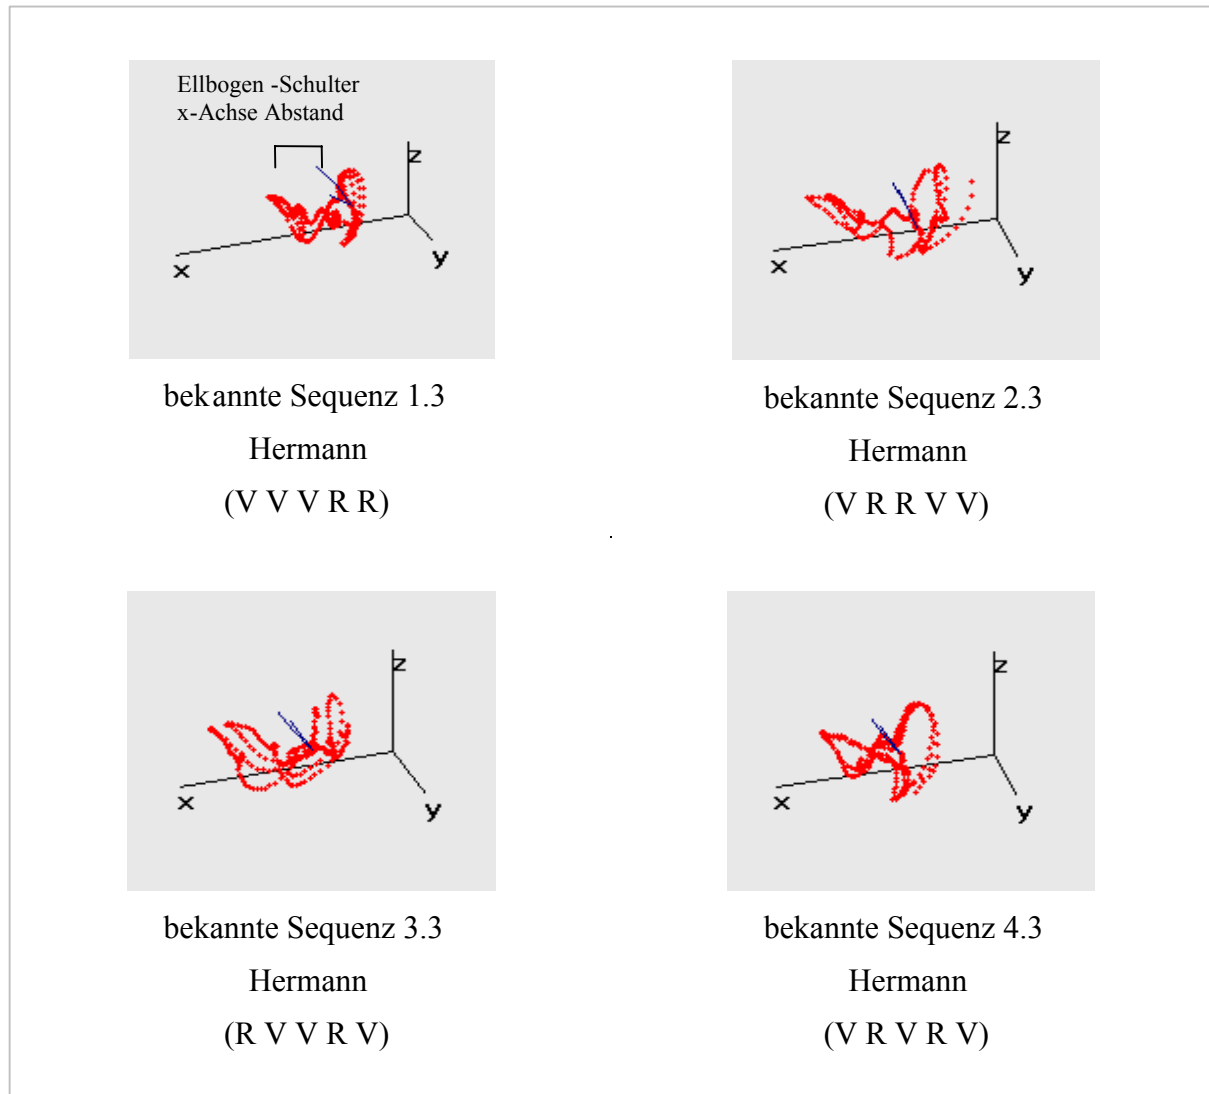 Ellbogen -Schulter
x-Achse Abstand
z
x
y
z
x
y
bekannte Sequenz 1.3
Hermann
(V V V R R)
bekannte Sequenz 2.3
Hermann
(V R R V V)
z
x
y
z
x
y
bekannte Sequenz 3.3
Hermann
(R V V R V)
bekannte Sequenz 4.3
Hermann
(V R V R V)